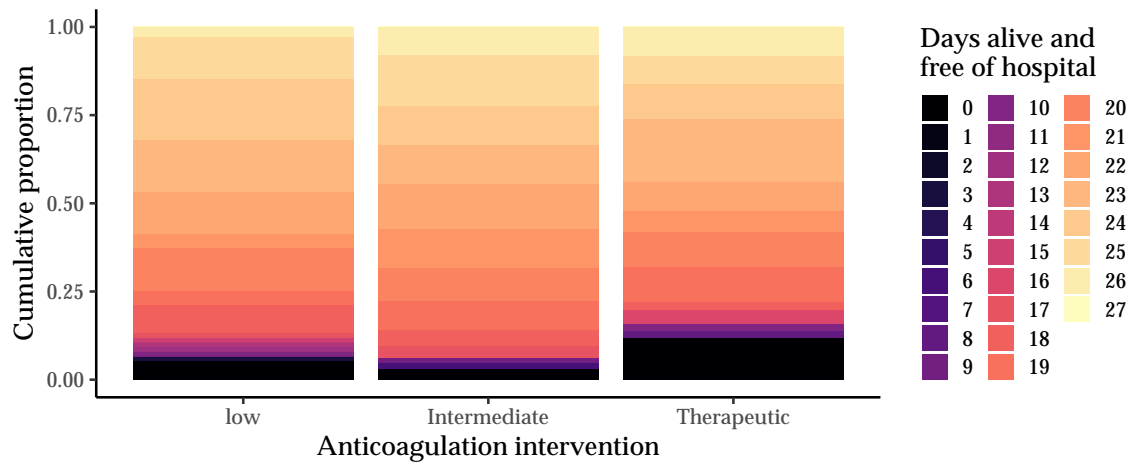 1.00
0.75
0.50
0.25
0.00
Cumulative proportion
low
Intermediate
Therapeutic
Anticoagulation intervention
Days alive and
free of hospital
0 10 20
1 11 21
2 12 22
3 13 23
4 14 24
5 15 25
6 16 26
7 17 27
8 18
9 19